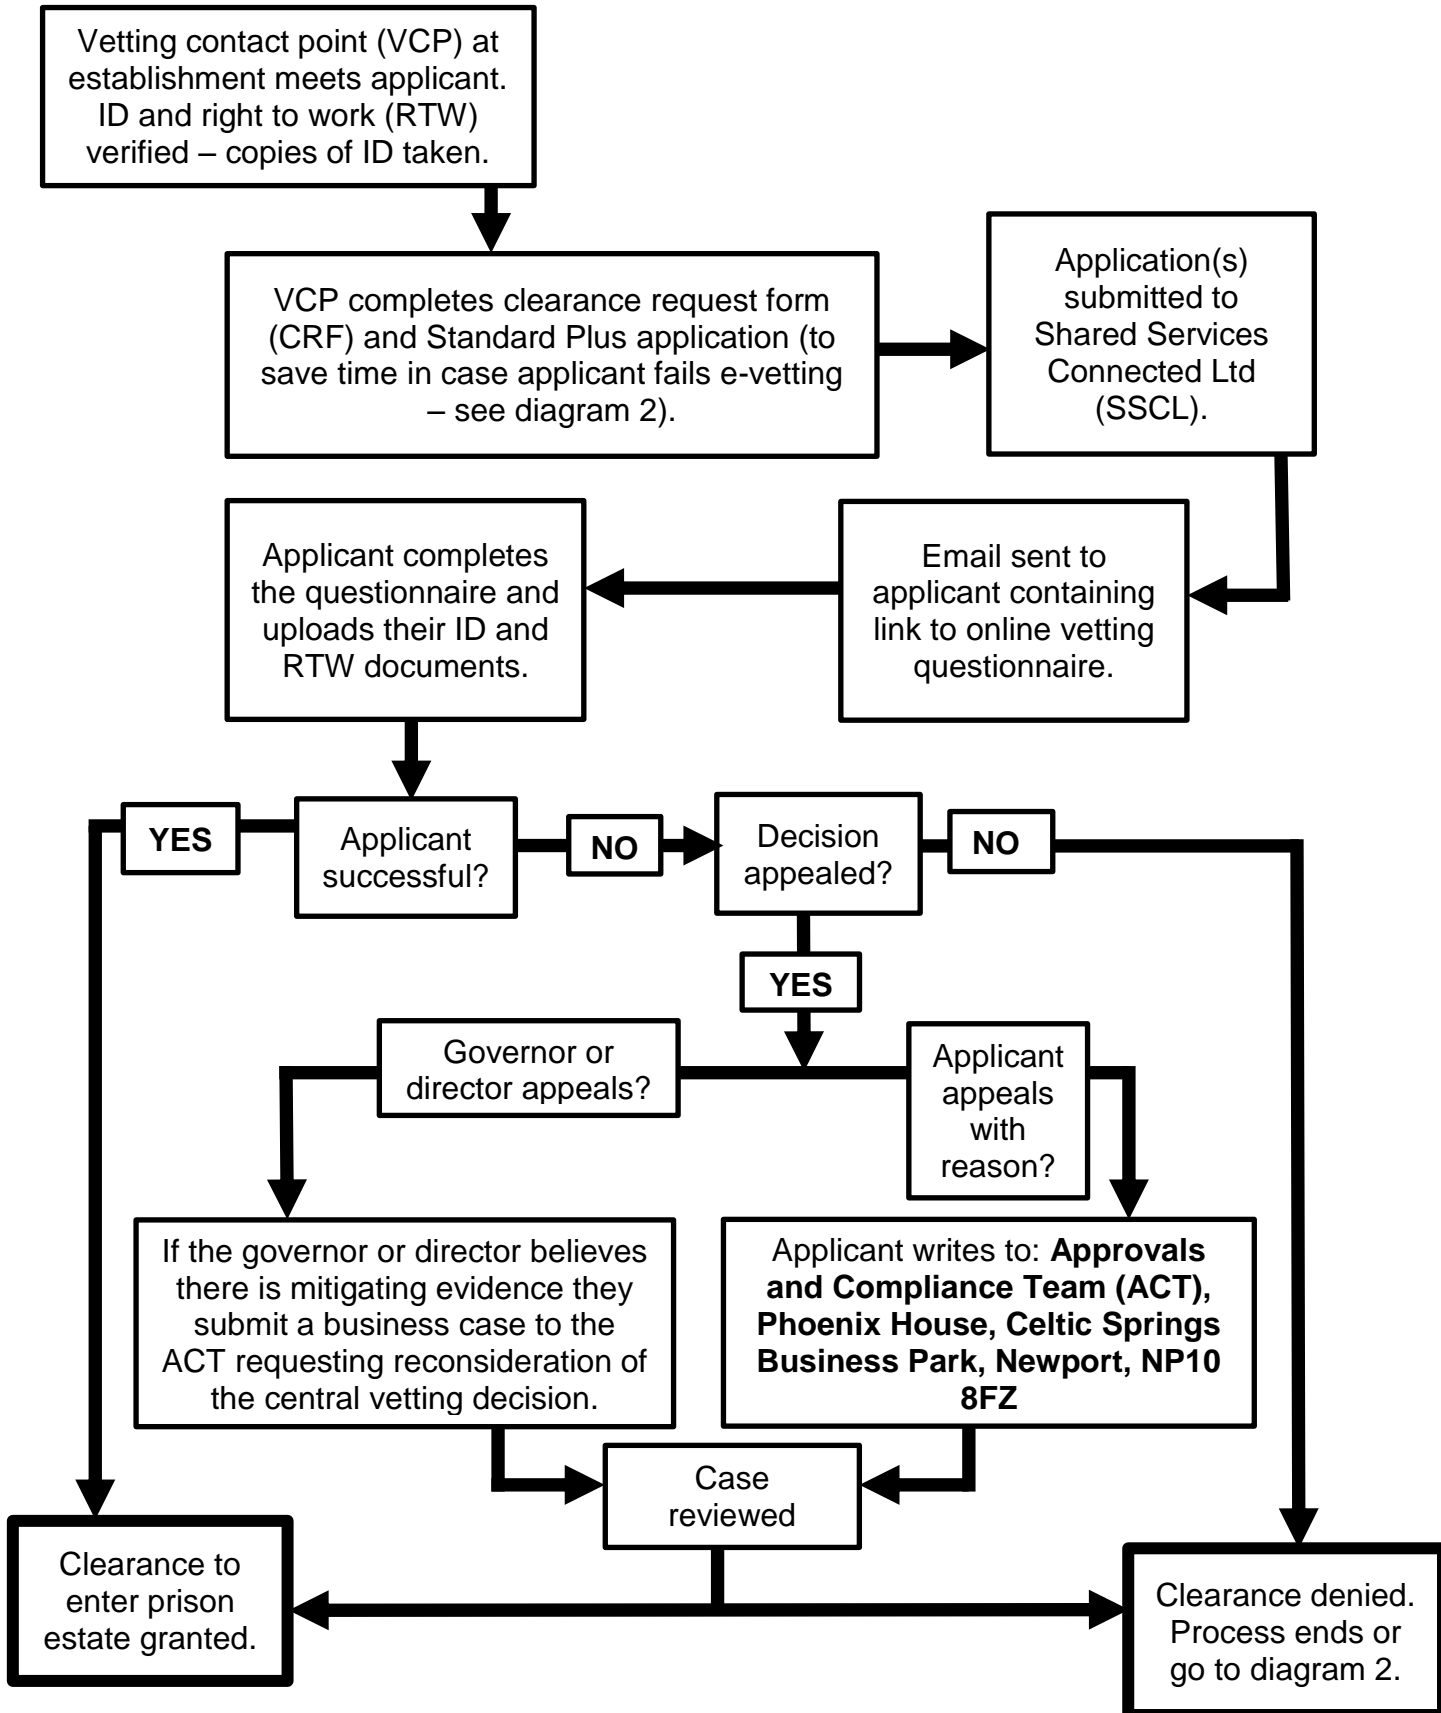 Vetting contact point (VCP) at
establishment meets applicant.
ID and right to work (RTW)
verified – copies of ID taken.
VCP completes clearance request form
(CRF) and Standard Plus application (to
save time in case applicant fails e-vetting
– see diagram 2).
Application(s)
submitted to
Shared Services
Connected Ltd
(SSCL).
Email sent to
applicant containing
link to online vetting
questionnaire.
Applicant completes
the questionnaire and
uploads their ID and
RTW documents.
YES
Applicant
successful?
NO
Decision
appealed?
NO
YES
Governor or
director appeals?
Applicant
appeals
with
reason?
If the governor or director believes
there is mitigating evidence they
submit a business case to the
ACT requesting reconsideration of
the central vetting decision.
Applicant writes to: Approvals
and Compliance Team (ACT),
Phoenix House, Celtic Springs
Business Park, Newport, NP10
8FZ
Case
reviewed
Clearance to
enter prison
estate granted.
Clearance denied.
Process ends or
go to diagram 2.